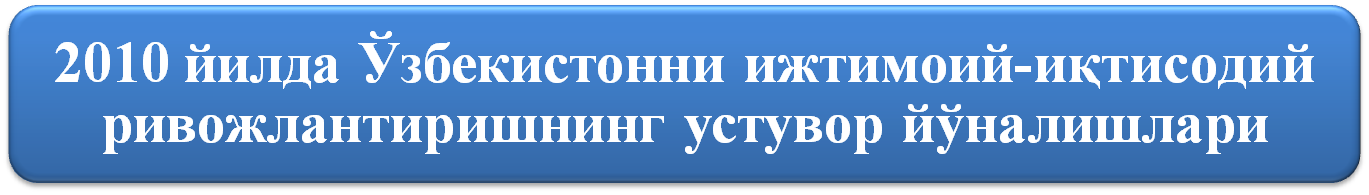 2010 йилда Ўзбекистонни ижтимоий-иқтисодий
ривожлантиришнинг устувор йўналишлари